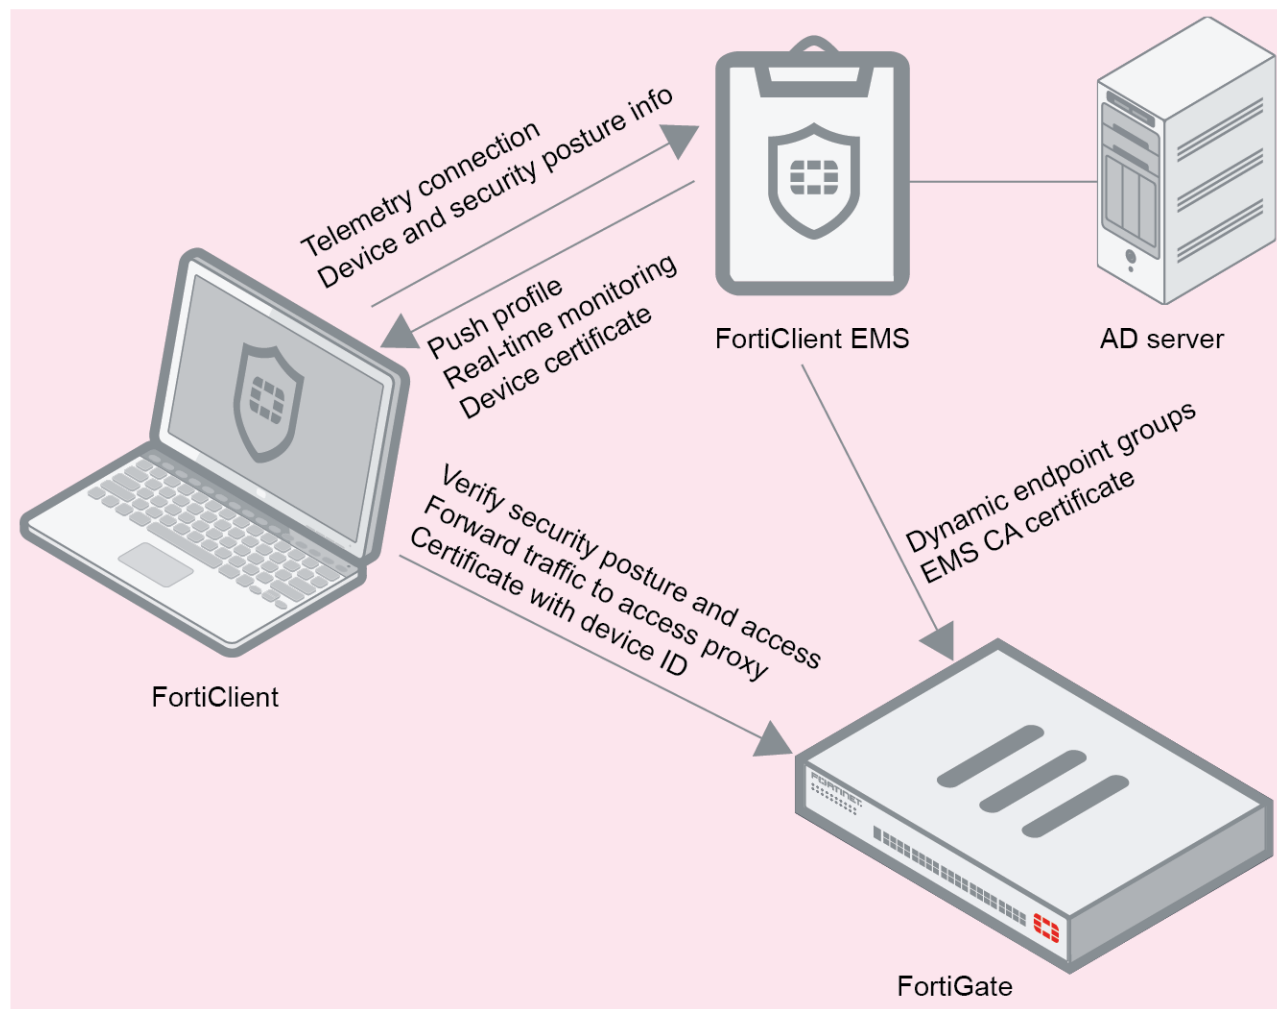 Telemetry connection
Device and security posture info
Push profile
Real-time monitoring
Device certificate
FortiClient EMS
AD server
Dynamic endpoint groups
EMS CA certificate
Verify security posture and access
Forward traffic to access proxy
Certificate with device ID
FortiClient
FORTINET
FortiGate